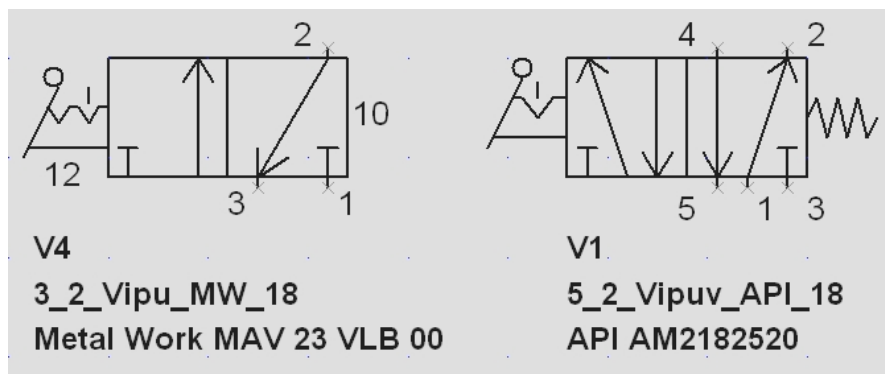 2
4
2
10
12
3
1
5
1
3
V4
3_2_Vipu_MW_18
Metal Work MAV 23 VLB 00
V1
5_2_Vipuv_API_18
API AM2182520